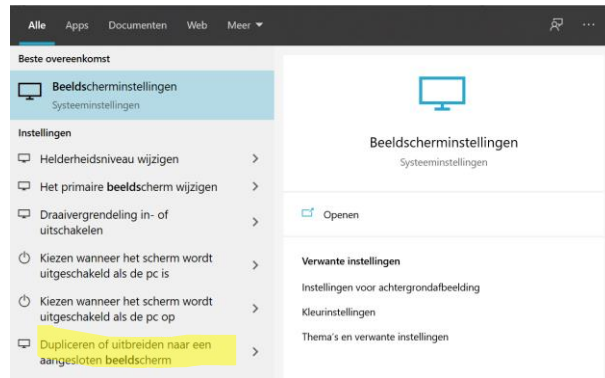 Alle Apps Documenten Web Meer
Beste overeenkomst
Beeldscherminstellingen
Systeeminstellingen
Instellingen
Helderheidsniveau wijzigen
Het primaire beeldscherm wijzigen
Draaivergrendeling in- of
uitschakelen
Kiezen wanneer het scherm wordt
uitgeschakeld als de pc is
Kiezen wanneer het scherm wordt
uitgeschakeld als de pc op
Dupliceren of uitbreiden naar een
aangesloten beeldscherm
Beeldscherminstellingen
Systeeminstellingen
Openen
Verwante instellingen
Instellingen voor achtergrondafbeelding
Kleurinstellingen
Thema's en verwante instellingen